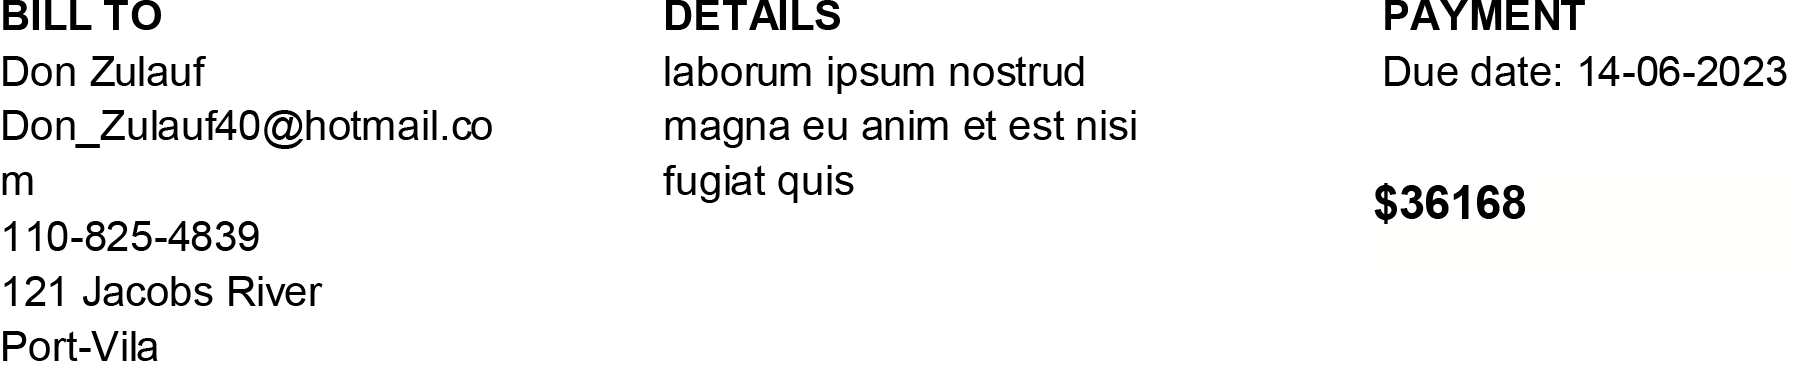 BILL TO
Don Zulauf
Don_Zulauf40@hotmail.co
m
110-825-4839
121 Jacobs River
Port-Vila
DETAILS
laborum ipsum nostrud
magna eu anim et est nisi
fugiat quis
PAYMENT
Due date: 14-06-2023
$36168